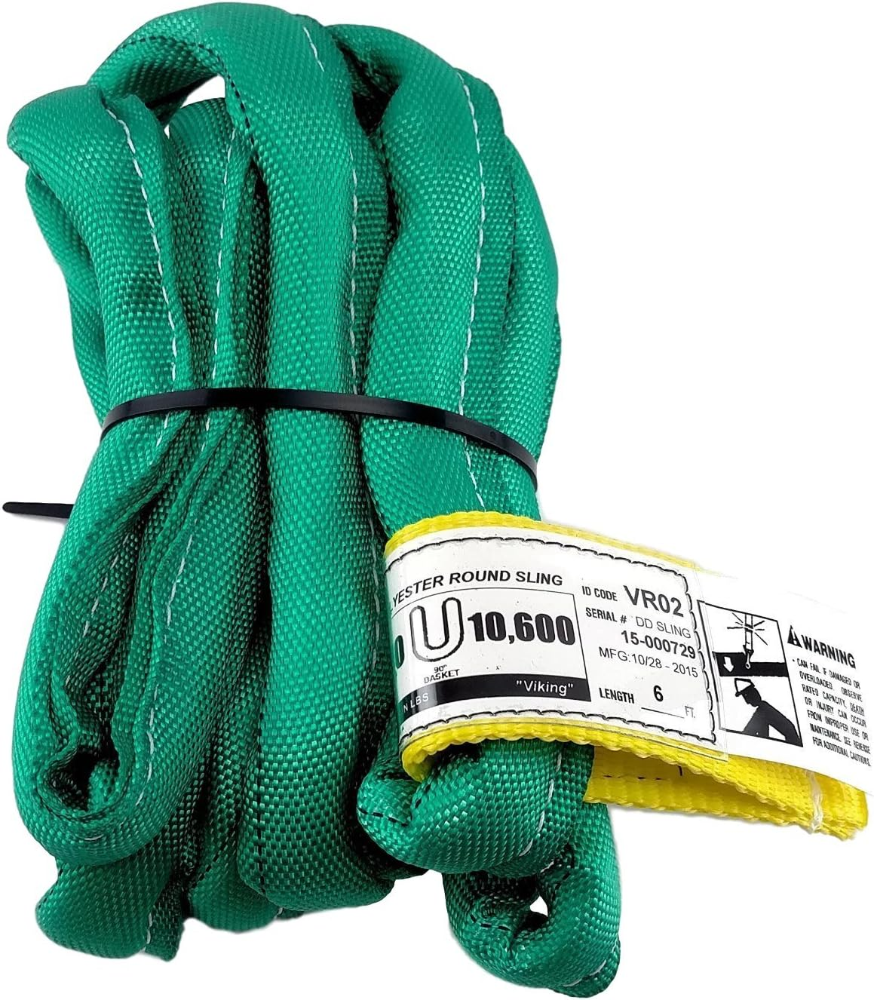 YESTER ROUND SLING
0 10,600
90°
BASKET
N LBS
"Viking"
ID CODE VR02
SERIAL # DD SLING
15-000729
MFG:10/28 - 2015
LENGTH 6 FT.
WARNING
• CAN FAIL IF DAMAGED OR
OVERLOADED OBSERVE
RATED CAPACITY, DEATH
OR INJURY CAN OCCUR
FROM IMPROPER USE OR
MAINTENANCE. SEE REVERSE
FOR ADDITIONAL CAUTIONS.